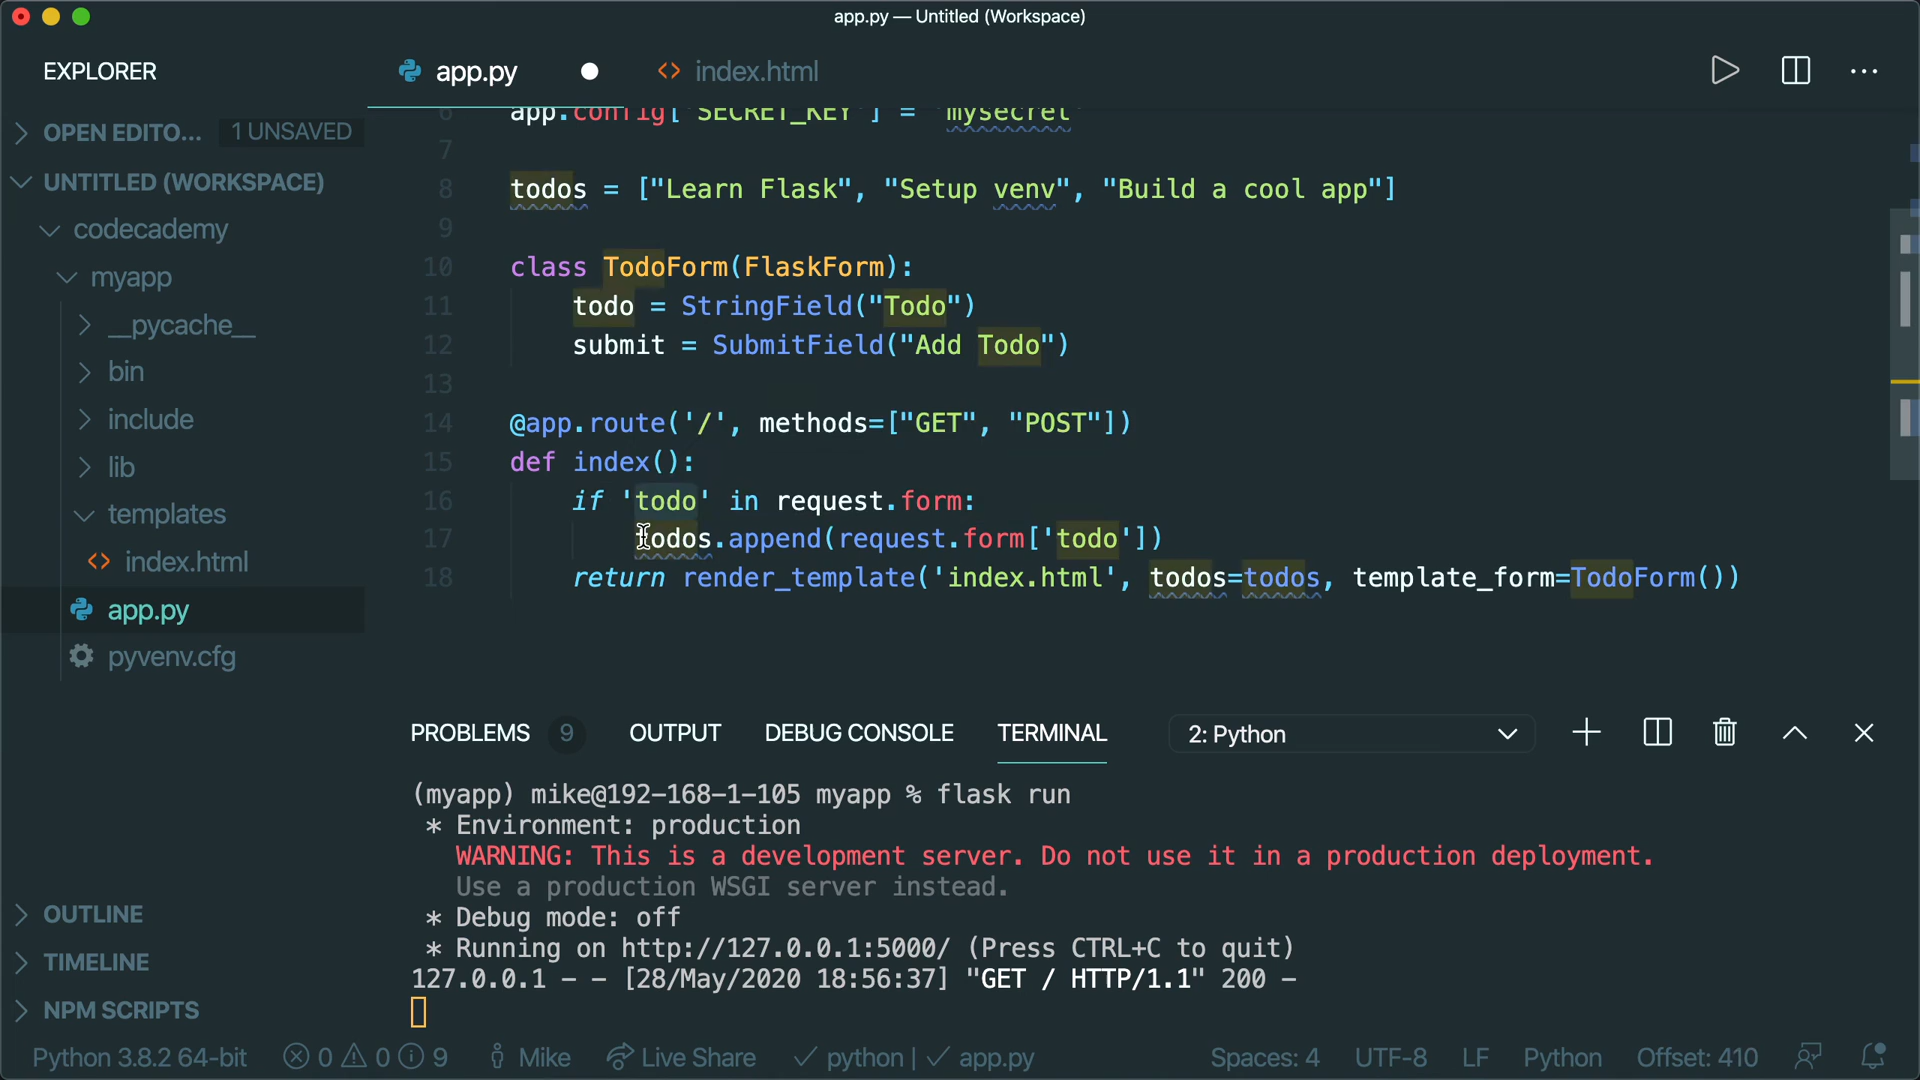 app.py — Untitled (Workspace)
EXPLORER
app.py
index.html
OPEN EDITO... 1 UNSAVED
UNTITLED (WORKSPACE)
codecademy
myapp
__pycache__
bin
include
lib
templates
index.html
app.py
pyvenv.cfg
OUTLINE
TIMELINE
NPM SCRIPTS
6 app.config['SECRET_KEY'] = 'mysecret'
7
8 todos = ["Learn Flask", "Setup venv", "Build a cool app"]
9
10 class TodoForm(FlaskForm):
11     todo = StringField("Todo")
12     submit = SubmitField("Add Todo")
13
14 @app.route('/', methods=["GET", "POST"])
15 def index():
16     if 'todo' in request.form:
17         todos.append(request.form['todo'])
18     return render_template('index.html', todos=todos, template_form=TodoForm())
PROBLEMS 9 OUTPUT DEBUG CONSOLE TERMINAL 2: Python
(myapp) mike@192-168-1-105 myapp % flask run
* Environment: production
WARNING: This is a development server. Do not use it in a production deployment.
Use a production WSGI server instead.
* Debug mode: off
* Running on http://127.0.0.1:5000/ (Press CTRL+C to quit)
127.0.0.1 - - [28/May/2020 18:56:37] "GET / HTTP/1.1" 200 -
Python 3.8.2 64-bit 0 0 9 Mike Live Share python | app.py Spaces: 4 UTF-8 LF Python Offset: 410